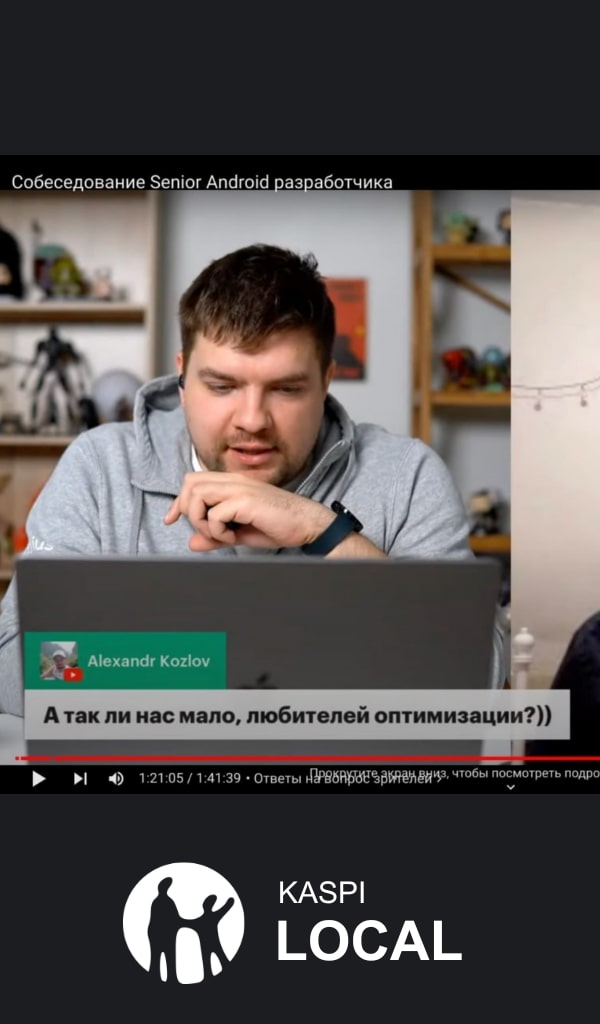 Собеседование Senior Android разработчика
Alexandr Kozlov
А так ли нас мало, любителей оптимизации?))
1:21:05 / 1:41:39 • Ответы на вопрос зрителей >
Прокрутите экран вниз, чтобы посмотреть подро
KASPI
LOCAL